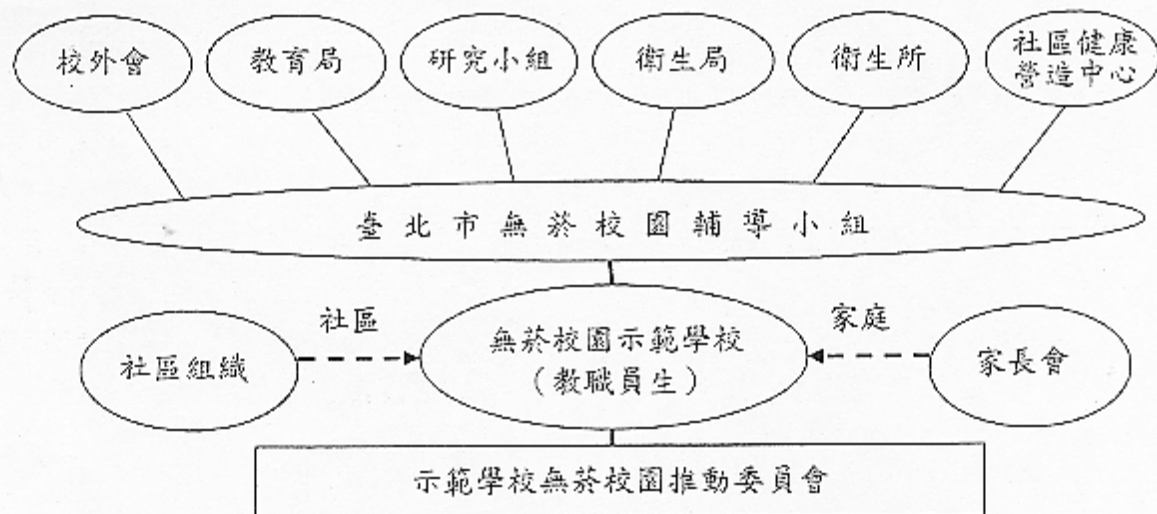 校外會
教育局
研究小組
衛生局
衛生所
社區健康
營造中心
臺北市無菸校園輔導小組
社區
家庭
社區組織
無菸校園示範學校
(教職員生)
家長會
示範學校無菸校園推動委員會